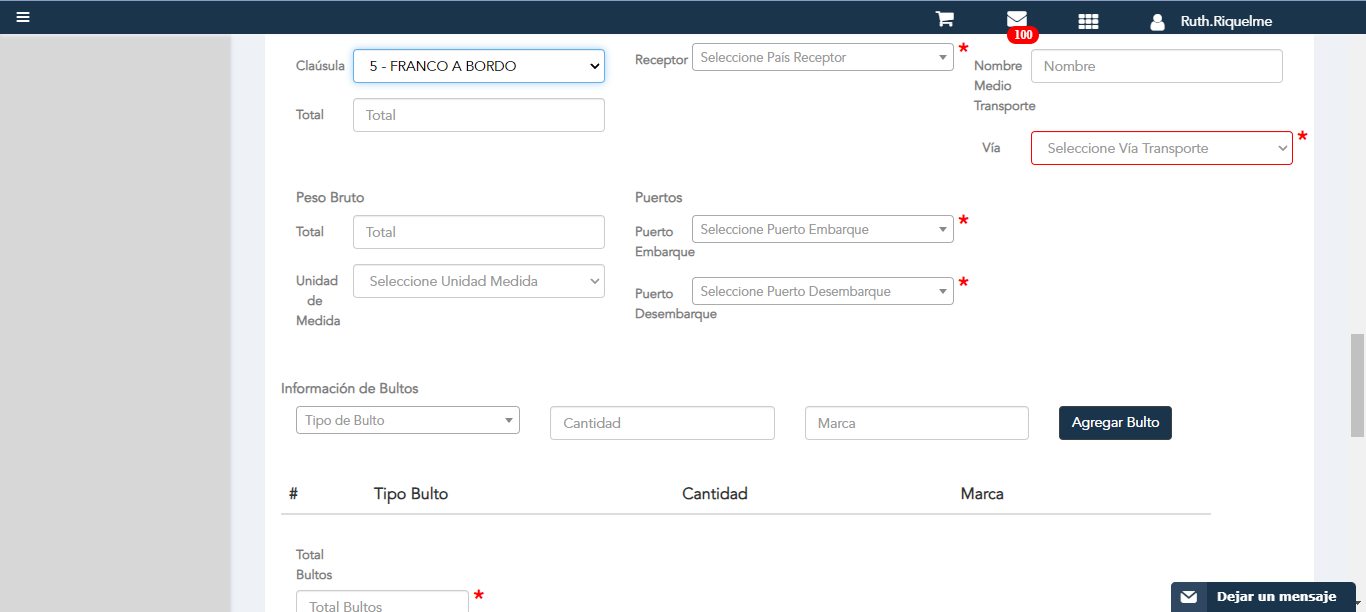 100
Ruth.Riquelme
Claúsula
5 - FRANCO A BORDO
Receptor
Seleccione País Receptor
*
Nombre
Medio
Transporte
Nombre
Total
Total
Vía
Seleccione Vía Transporte
*
Peso Bruto
Puertos
Total
Total
Puerto
Embarque
Seleccione Puerto Embarque
*
Unidad
de
Medida
Seleccione Unidad Medida
Puerto
Desembarque
Seleccione Puerto Desembarque
*
Información de Bultos
Tipo de Bulto
Cantidad
Marca
Agregar Bulto
# Tipo Bulto Cantidad Marca
Total
Bultos
Total Bultos
*
Dejar un mensaje